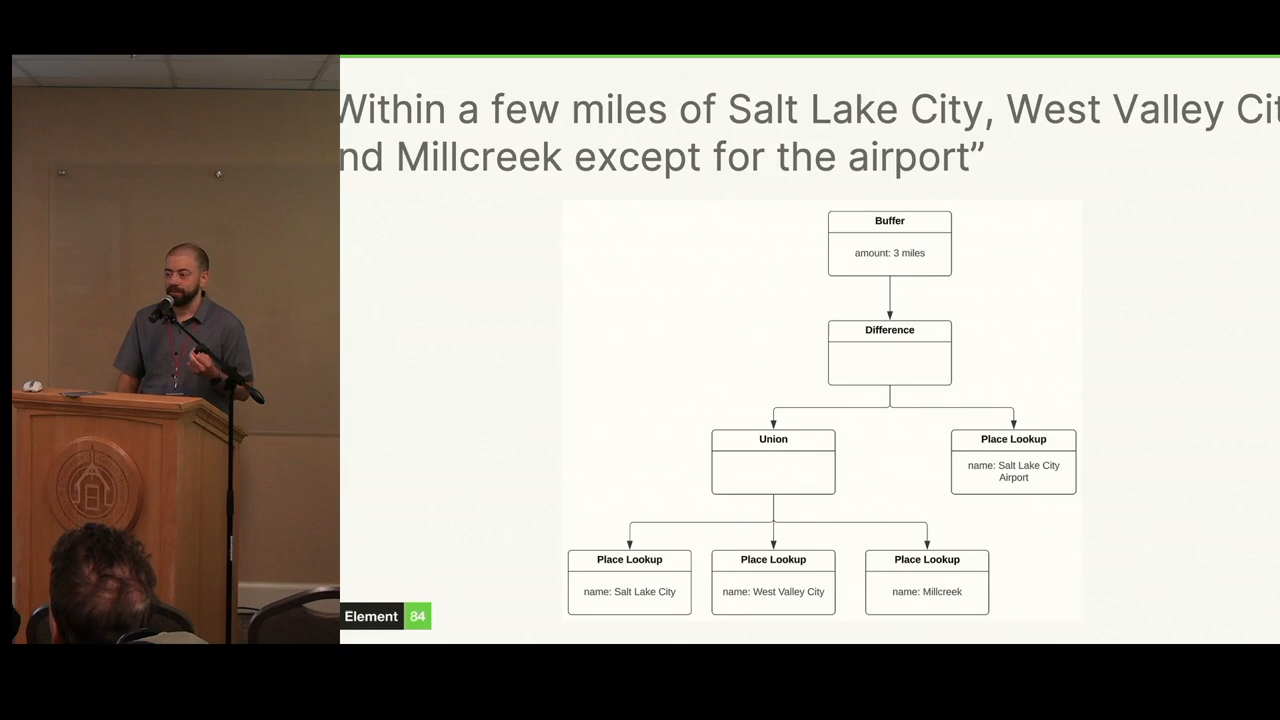 Within a few miles of Salt Lake City, West Valley Cit
nd Millcreek except for the airport”
Buffer
amount: 3 miles
Difference
Union
Place Lookup
name: Salt Lake City
Airport
Place Lookup
name: Salt Lake City
Place Lookup
name: West Valley City
Place Lookup
name: Millcreek
Element 84